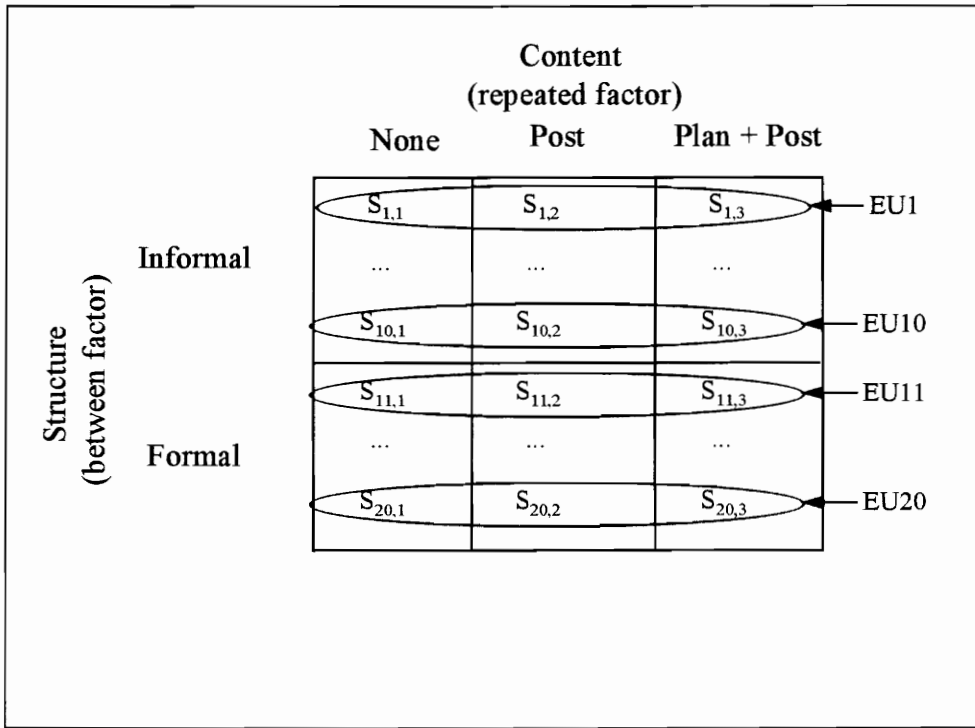 Content
(repeated factor)
None Post Plan + Post
S1,1 S1,2 S1,3 EU1
Informal
... ... ...
S10,1 S10,2 S10,3 EU10
S11,1 S11,2 S11,3 EU11
Structure
(between factor)
... ... ...
Formal
S20,1 S20,2 S20,3 EU20